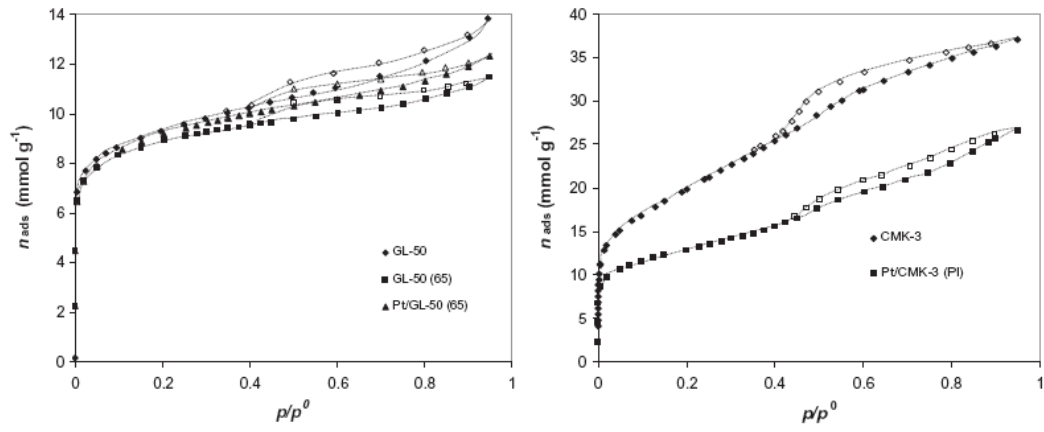 14
12
10
8
6
4
2
0
n ads (mmol g-1)
GL-50
GL-50 (65)
Pt/GL-50 (65)
0 0.2 0.4 0.6 0.8 1
p/p0
40
35
30
25
20
15
10
5
0
n ads (mmol g-1)
CMK-3
Pt/CMK-3 (PI)
0 0.2 0.4 0.6 0.8 1
p/p0